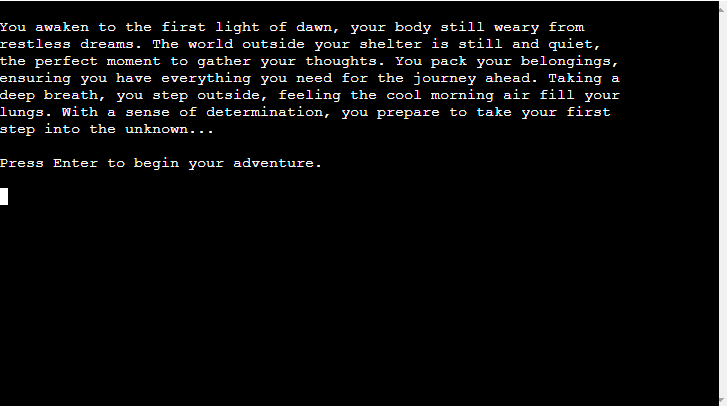 You awaken to the first light of dawn, your body still weary from
restless dreams. The world outside your shelter is still and quiet,
the perfect moment to gather your thoughts. You pack your belongings,
ensuring you have everything you need for the journey ahead. Taking a
deep breath, you step outside, feeling the cool morning air fill your
lungs. With a sense of determination, you prepare to take your first
step into the unknown...
Press Enter to begin your adventure.